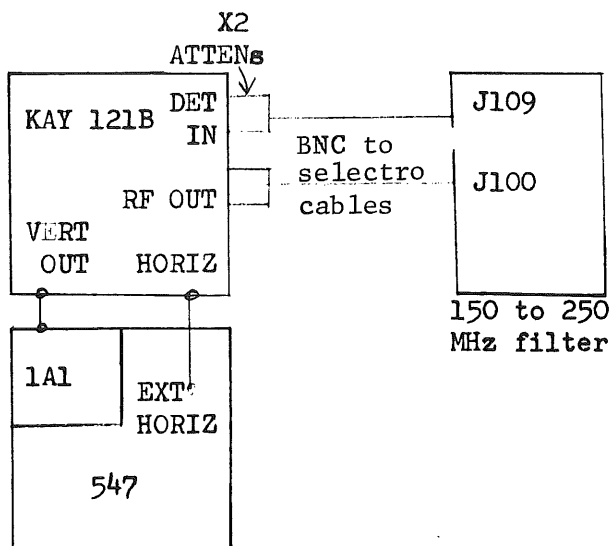 X2
ATTENs
KAY 121B
DET
IN
RF OUT
VERT
OUT
HORIZ
BNC to
selectro
cables
J109
J100
150 to 250
MHz filter
1A1
EXT
HORIZ
547